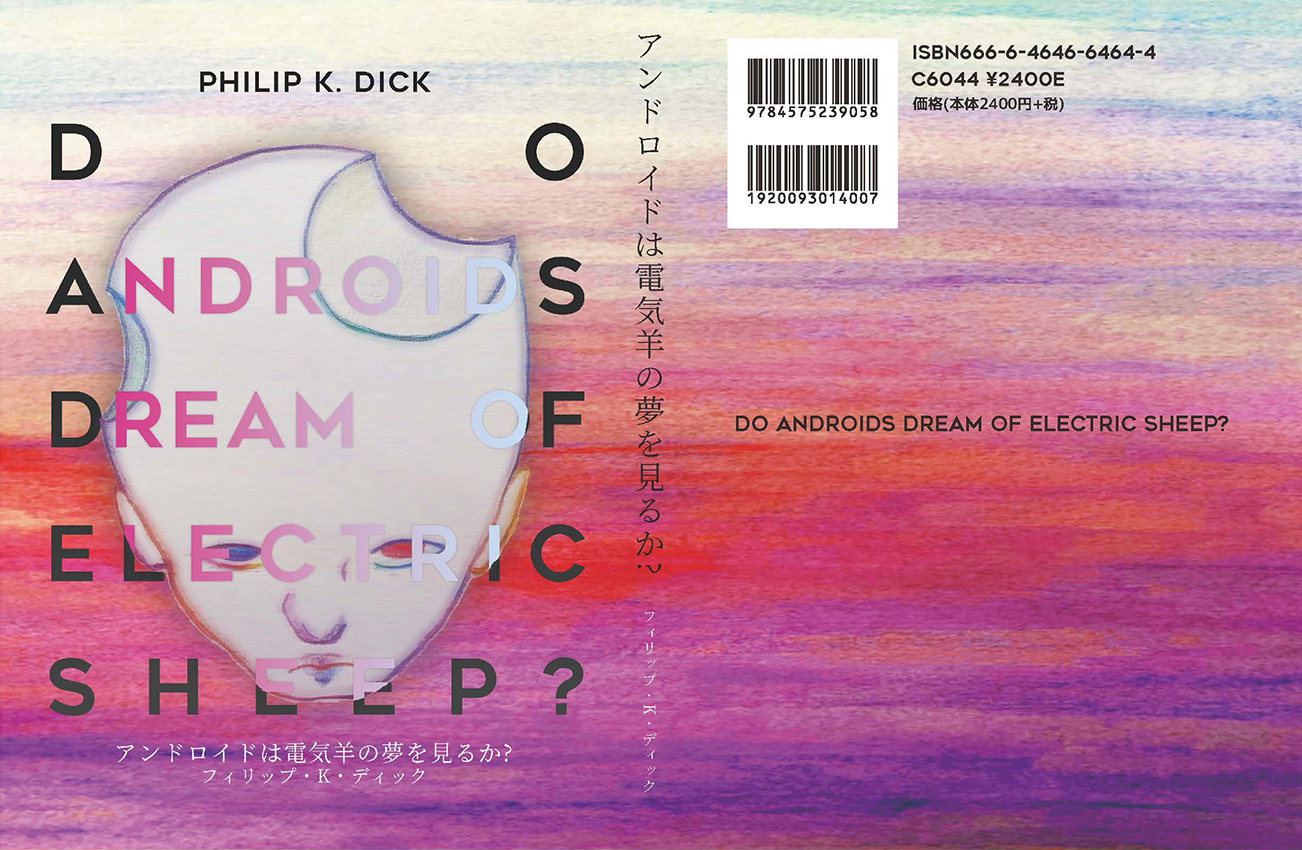 PHILIP K. DICK
DO
ANDROIDS
DREAM OF
ELECTRIC
SHEEP?
アンドロイドは電気羊の夢を見るか?
フィリップ・K・ディック
アンドロイドは電気羊の夢を見るか?
フィリップ・K・ディック
9784575239058
1920093014007
ISBN666-6-4646-6464-4
C6044 ¥2400E
価格(本体2400円+税)
DO ANDROIDS DREAM OF ELECTRIC SHEEP?